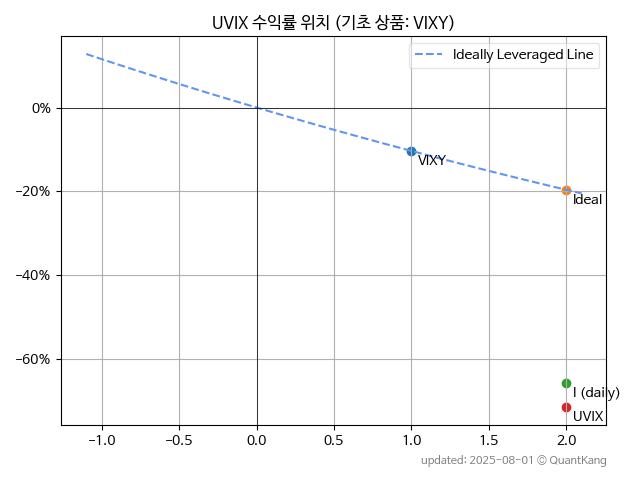 UVIX 수익률 위치 (기초 상품: VIXY)
Ideally Leveraged Line
0%
−20%
−40%
−60%
VIXY
Ideal
I (daily)
UVIX
−1.0
−0.5
0.0
0.5
1.0
1.5
2.0
updated: 2025-08-01 © QuantKang